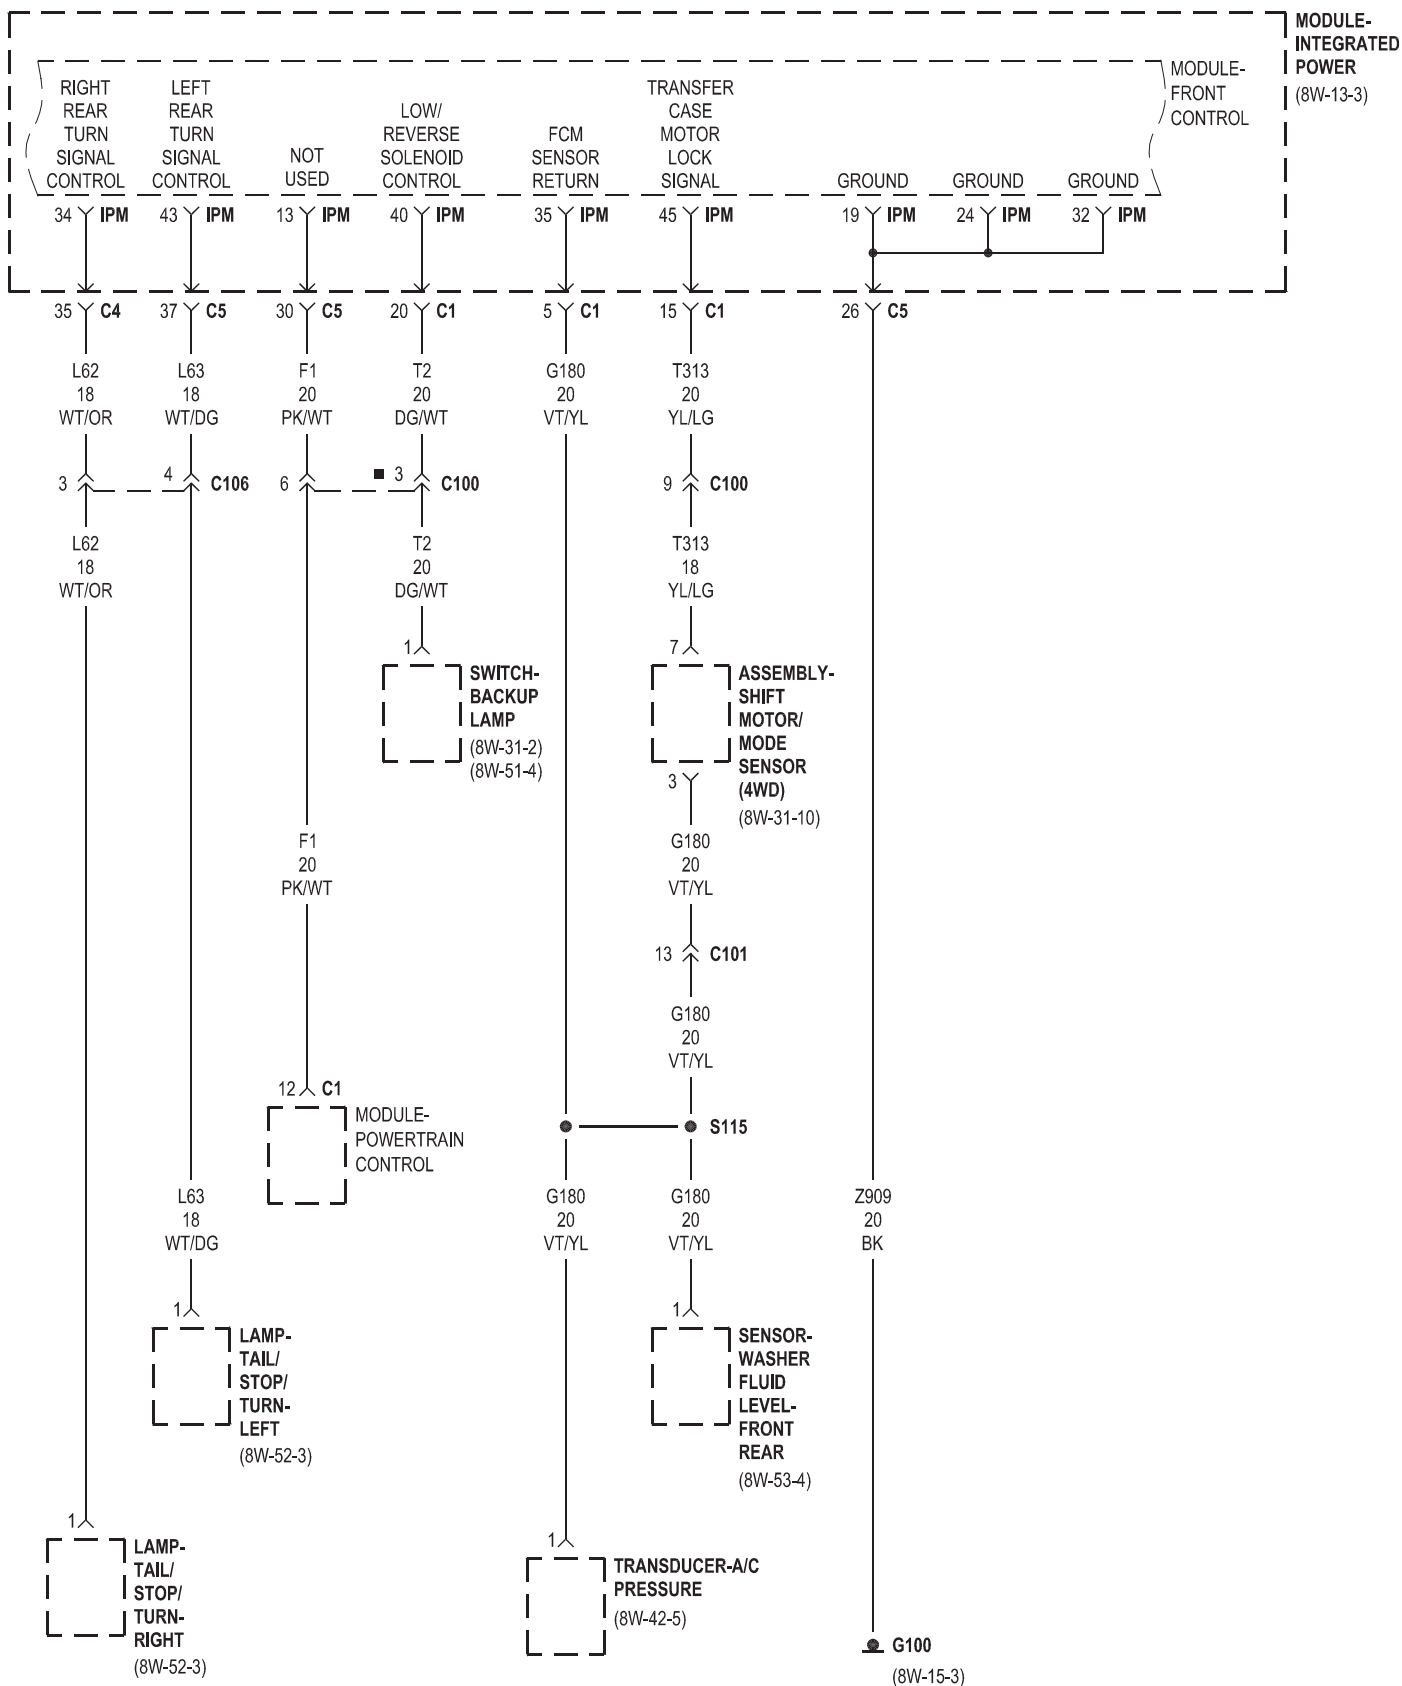 MODULE-
INTEGRATED
POWER
(8W-13-3)
MODULE-
FRONT
CONTROL
RIGHT
REAR
TURN
SIGNAL
CONTROL
LEFT
REAR
TURN
SIGNAL
CONTROL
NOT
USED
LOW/
REVERSE
SOLENOID
CONTROL
FCM
SENSOR
RETURN
TRANSFER
CASE
MOTOR
LOCK
SIGNAL
GROUND
GROUND
GROUND
34 IPM
43 IPM
13 IPM
40 IPM
35 IPM
45 IPM
19 IPM
24 IPM
32 IPM
35 C4
37 C5
30 C5
20 C1
5 C1
15 C1
26 C5
L62
18
WT/OR
L63
18
WT/DG
F1
20
PK/WT
T2
20
DG/WT
G180
20
VT/YL
T313
20
YL/LG
3
4 C106
6
3 C100
9 C100
L62
18
WT/OR
T2
20
DG/WT
T313
18
YL/LG
1
SWITCH-
BACKUP
LAMP
(8W-31-2)
(8W-51-4)
7
ASSEMBLY-
SHIFT
MOTOR/
MODE
SENSOR
(4WD)
(8W-31-10)
3
F1
20
PK/WT
G180
20
VT/YL
13 C101
G180
20
VT/YL
12 C1
MODULE-
POWERTRAIN
CONTROL
S115
L63
18
WT/DG
G180
20
VT/YL
G180
20
VT/YL
Z909
20
BK
1
LAMP-
TAIL/
STOP/
TURN-
LEFT
(8W-52-3)
1
SENSOR-
WASHER
FLUID
LEVEL-
FRONT
REAR
(8W-53-4)
1
LAMP-
TAIL/
STOP/
TURN-
RIGHT
(8W-52-3)
1
TRANSDUCER-A/C
PRESSURE
(8W-42-5)
G100
(8W-15-3)